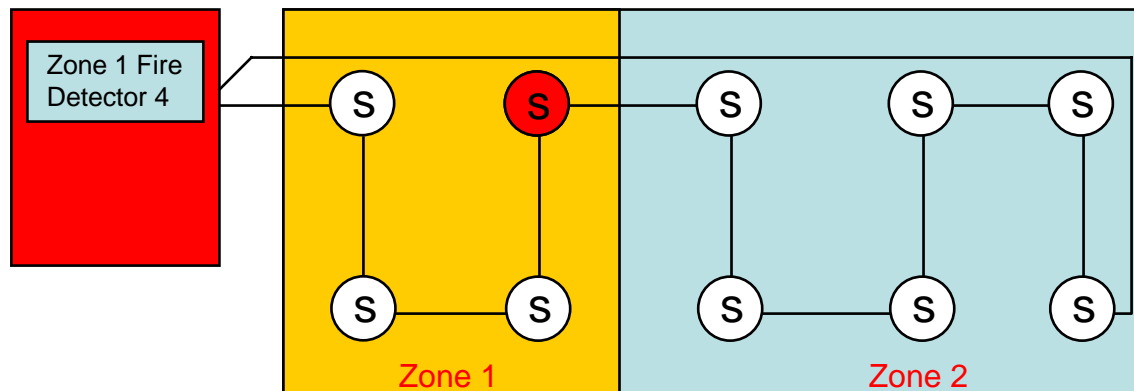 Zone 1 Fire
Detector 4
S S S S S
S S S S S
Zone 1 Zone 2